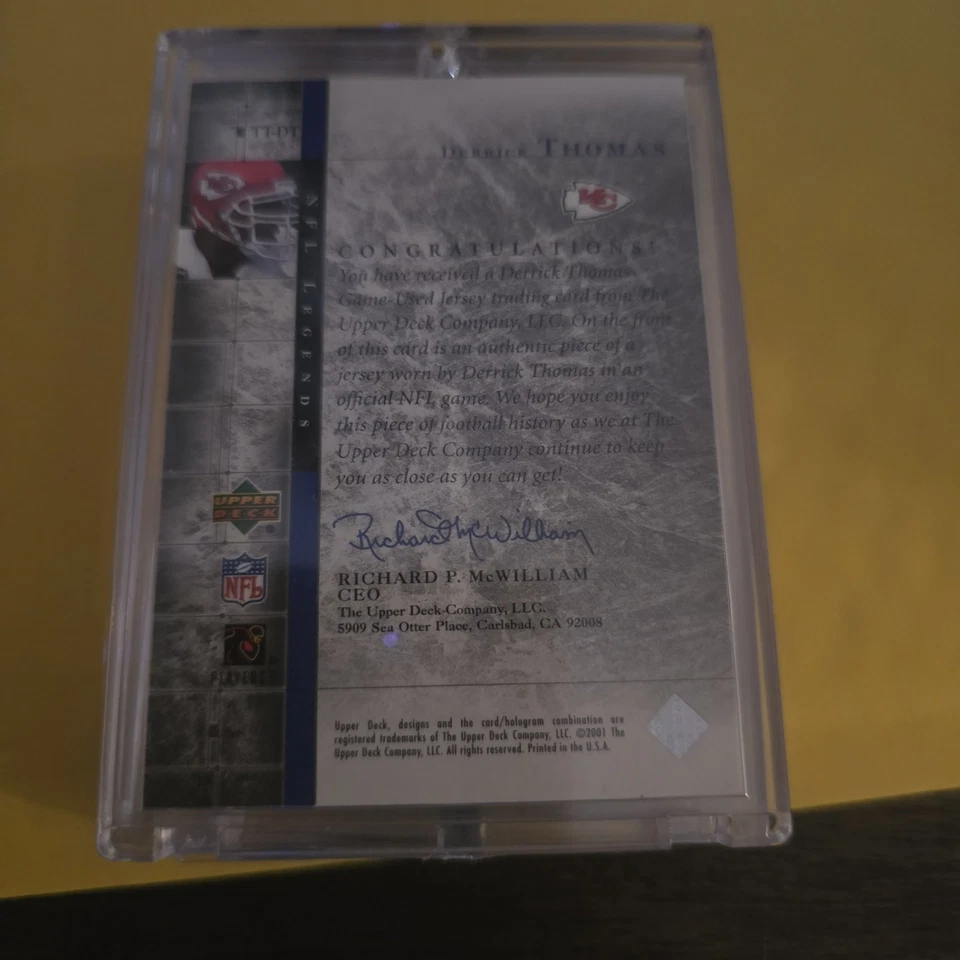 TT-DT
Derrick THOMAS
NFL LEGENDS
CONGRATULATIONS!
You have received a Derrick Thomas
Game-Used Jersey trading card from The
Upper Deck Company, LLC. On the front
of this card is an authentic piece of a
jersey worn by Derrick Thomas in an
official NFL game. We hope you enjoy
this piece of football history as we at The
Upper Deck Company continue to keep
you as close as you can get!
Richard McWilliam
RICHARD P. McWILLIAM
CEO
The Upper Deck Company, LLC.
5909 Sea Otter Place, Carlsbad, CA 92008
UPPER
DECK
NFL
PLAYERS
Upper Deck, designs and the card/hologram combination are
registered trademarks of The Upper Deck Company, LLC. ©2001 The
Upper Deck Company, LLC. All rights reserved. Printed in the U.S.A.
KC